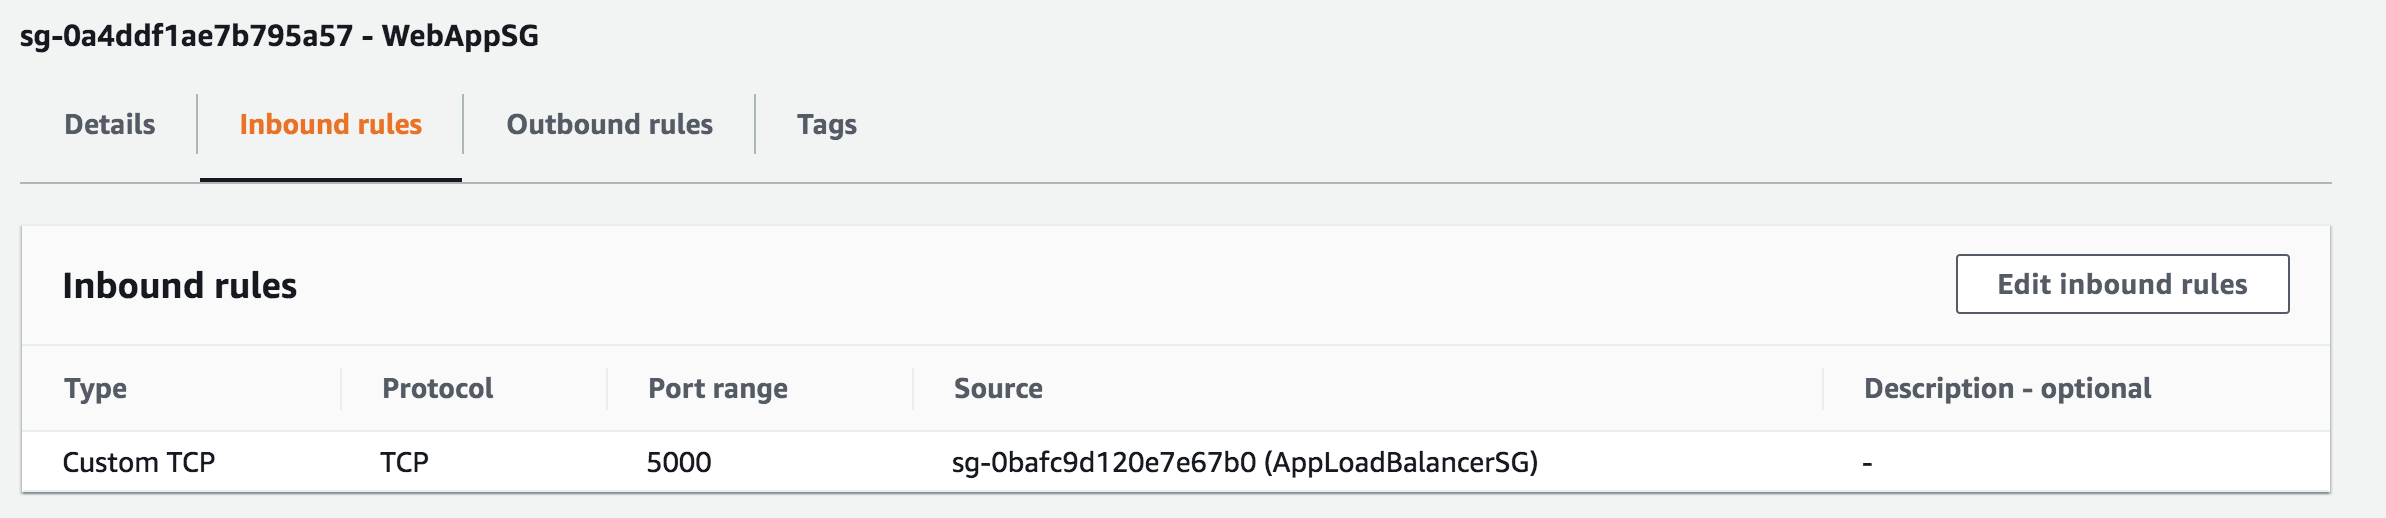 sg-0a4ddf1ae7b795a57 - WebAppSG
Details Inbound rules Outbound rules Tags
Inbound rules Edit inbound rules
Type Protocol Port range Source Description - optional
Custom TCP TCP 5000 sg-0bafc9d120e7e67b0 (AppLoadBalancerSG) -